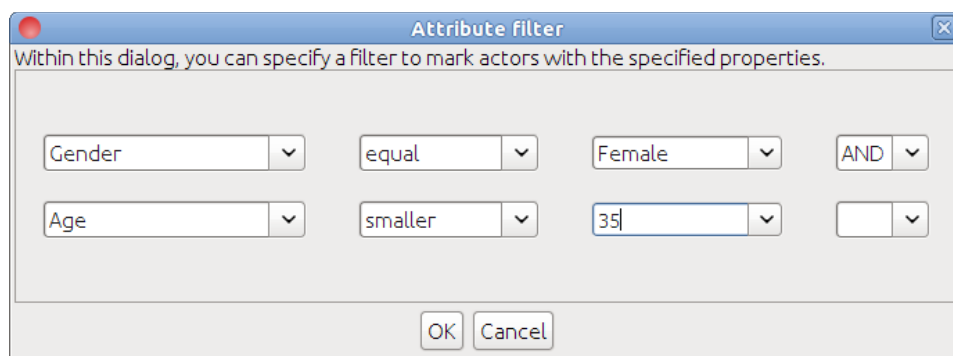 Attribute filter
Within this dialog, you can specify a filter to mark actors with the specified properties.
Gender equal Female AND
Age smaller 35
OK Cancel